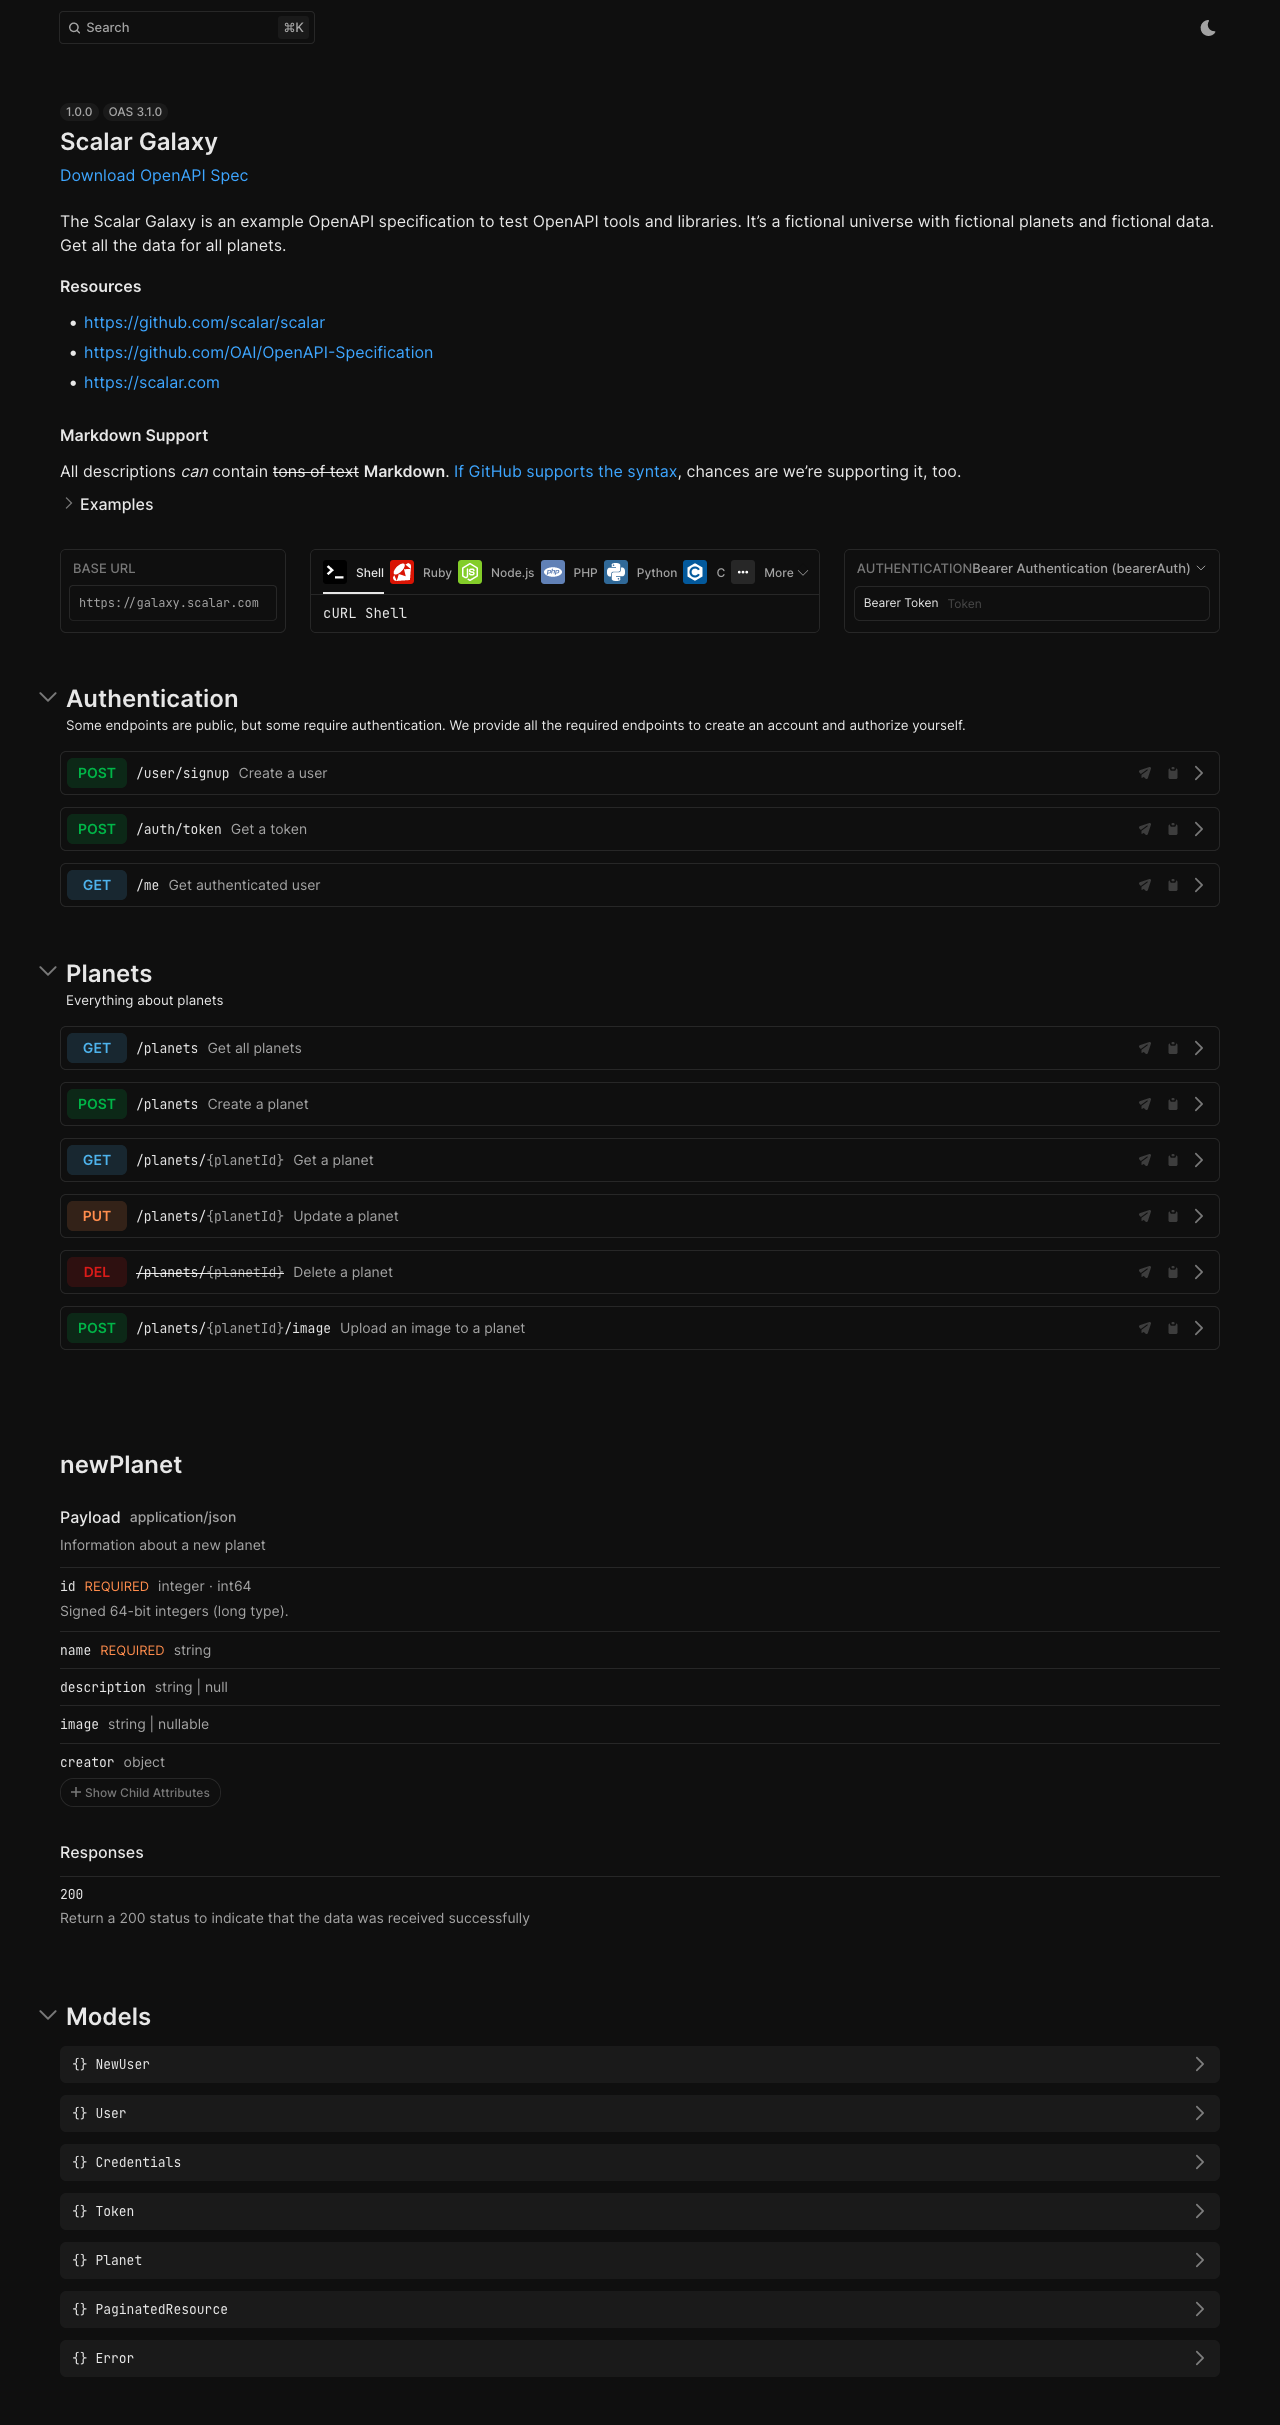 Search ⌘K
1.0.0 OAS 3.1.0
Scalar Galaxy
Download OpenAPI Spec
The Scalar Galaxy is an example OpenAPI specification to test OpenAPI tools and libraries. It’s a fictional universe with fictional planets and fictional data.
Get all the data for all planets.
Resources
• https://github.com/scalar/scalar
• https://github.com/OAI/OpenAPI-Specification
• https://scalar.com
Markdown Support
All descriptions can contain tons of text Markdown. If GitHub supports the syntax, chances are we’re supporting it, too.
Examples
BASE URL
https://galaxy.scalar.com
Shell Ruby Node.js PHP Python C More
cURL Shell
AUTHENTICATION Bearer Authentication (bearerAuth)
Bearer Token Token
Authentication
Some endpoints are public, but some require authentication. We provide all the required endpoints to create an account and authorize yourself.
POST /user/signup Create a user
POST /auth/token Get a token
GET /me Get authenticated user
Planets
Everything about planets
GET /planets Get all planets
POST /planets Create a planet
GET /planets/{planetId} Get a planet
PUT /planets/{planetId} Update a planet
DEL /planets/{planetId} Delete a planet
POST /planets/{planetId}/image Upload an image to a planet
newPlanet
Payload application/json
Information about a new planet
id REQUIRED integer · int64
Signed 64-bit integers (long type).
name REQUIRED string
description string | null
image string | nullable
creator object
Show Child Attributes
Responses
200
Return a 200 status to indicate that the data was received successfully
Models
{} NewUser
{} User
{} Credentials
{} Token
{} Planet
{} PaginatedResource
{} Error